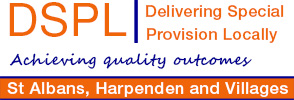 DSPL
Delivering Special
Provision Locally
Achieving quality outcomes
St Albans, Harpenden and Villages